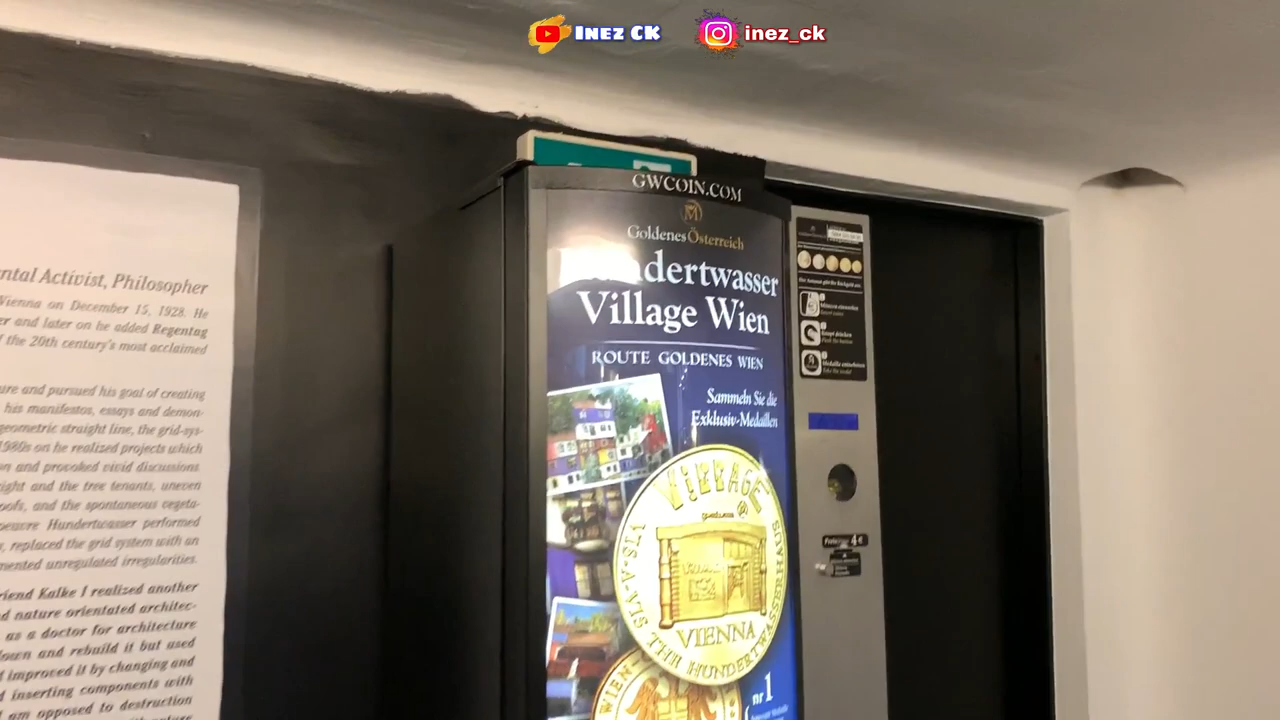 Inez CK
inez_ck
GWCOIN.COM
Goldenes Österreich
ndertwasser
Village Wien
ROUTE GOLDENES WIEN
Sammeln Sie die
Exklusiv-Medaillen
VILLAGE
VIENNA
THE HUNDERTWASSERHAUS
WIEN
nr 1
4 €
ntal Activist, Philosopher
Vienna on December 15, 1928. He
er and later on he added Regentag
f the 20th century's most acclaimed
ure and pursued his goal of creating
his manifestos, essays and demon-
geometric straight line, the grid-sys-
1980s on he realized projects which
on and provoked vivid discussions
ight and the tree tenants, uneven
oofs, and the spontaneous vegeta-
Hundertwasser performed
, replaced the grid system with an
mented unregulated irregularities.
riend Kalke I realized another
d nature orientated architec-
as a doctor for architecture
down and rebuild it but used
d improved it by changing and
d inserting components with
I am opposed to destruction